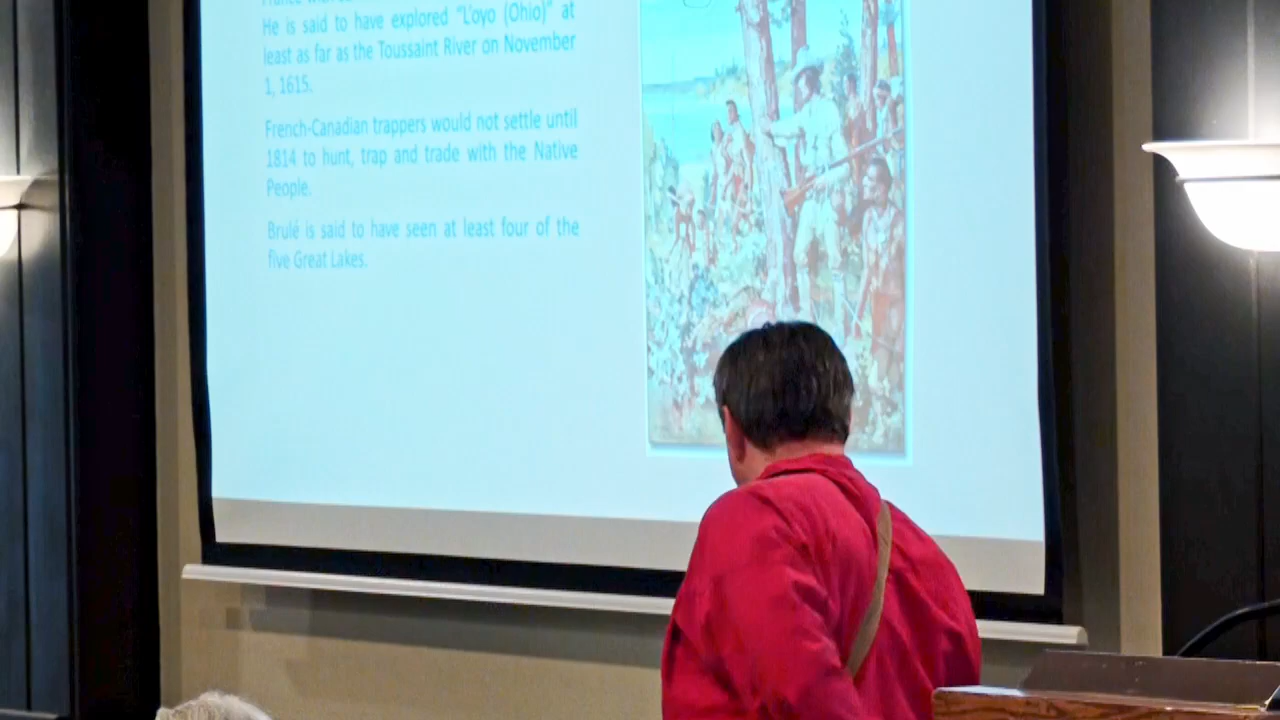 He is said to have explored "L'oyo (Ohio)" at
least as far as the Toussaint River on November
1, 1615.
French-Canadian trappers would not settle until
1814 to hunt, trap and trade with the Native
People.
Brulé is said to have seen at least four of the
five Great Lakes.